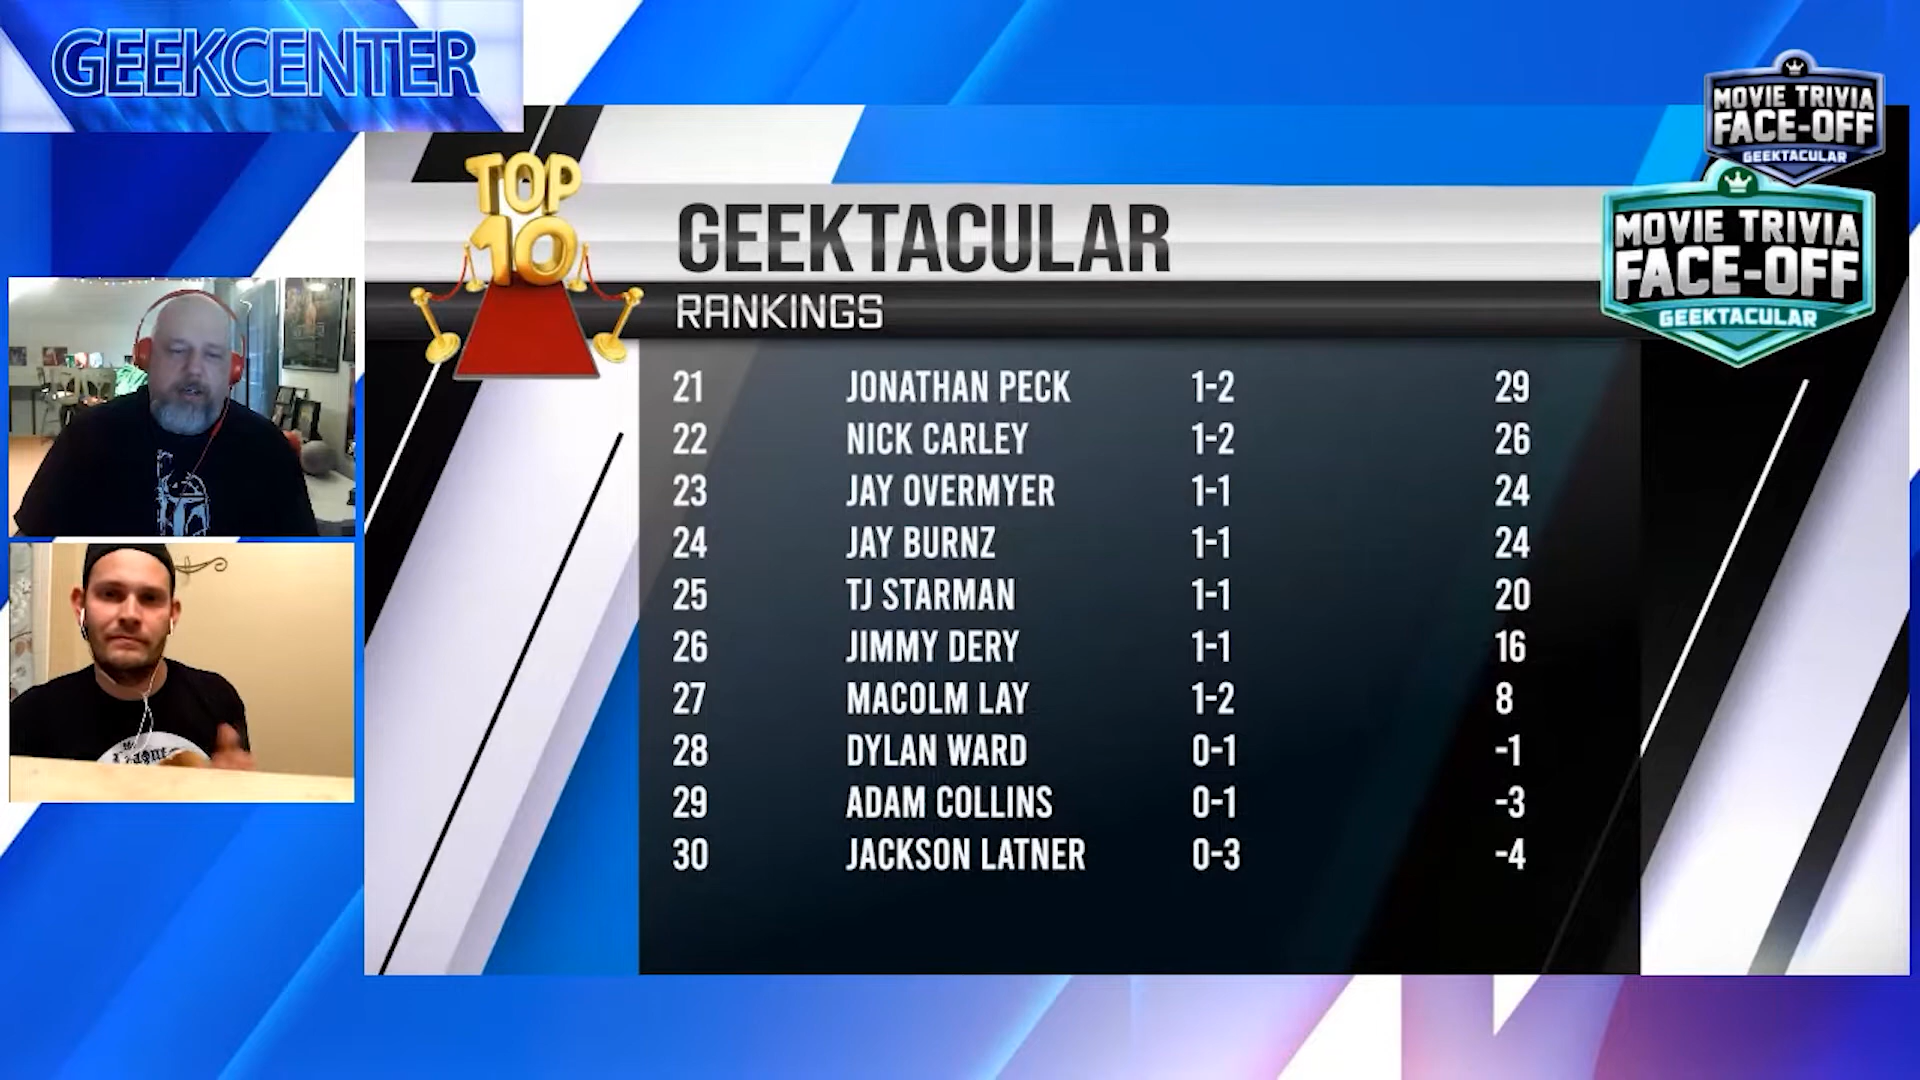 GEEKCENTER
MOVIE TRIVIA
FACE-OFF
GEEKTACULAR
TOP
10
GEEKTACULAR
RANKINGS
MOVIE TRIVIA
FACE-OFF
GEEKTACULAR
21 JONATHAN PECK 1-2 29
22 NICK CARLEY 1-2 26
23 JAY OVERMYER 1-1 24
24 JAY BURNZ 1-1 24
25 TJ STARMAN 1-1 20
26 JIMMY DERY 1-1 16
27 MACOLM LAY 1-2 8
28 DYLAN WARD 0-1 -1
29 ADAM COLLINS 0-1 -3
30 JACKSON LATNER 0-3 -4